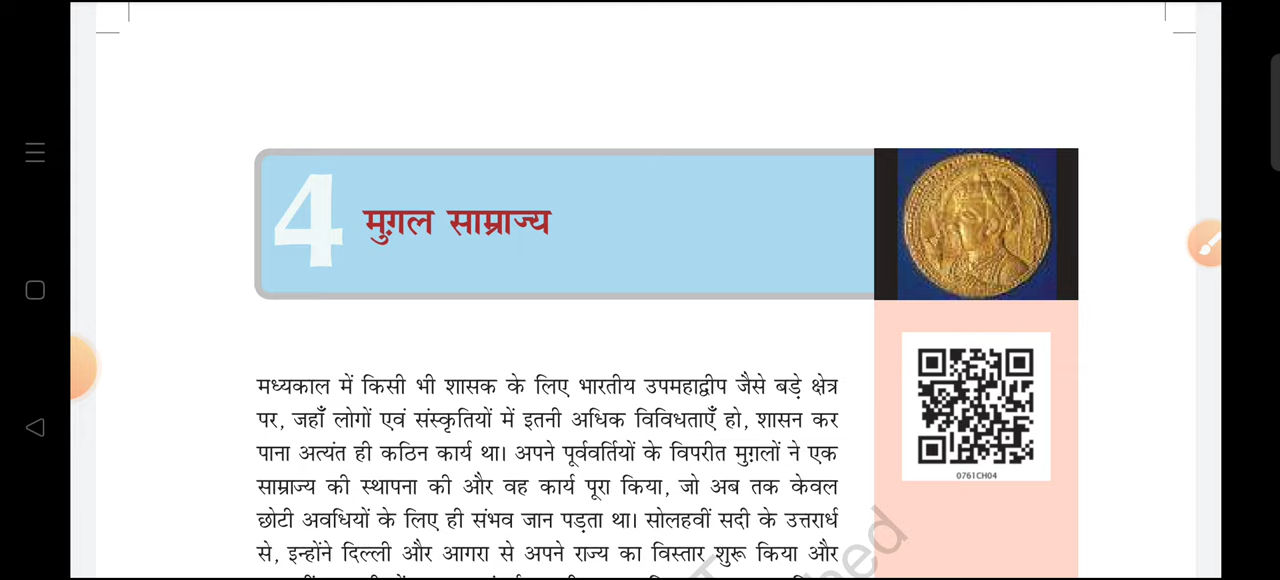 4 मुग़ल साम्राज्य
0761CH04
मध्यकाल में किसी भी शासक के लिए भारतीय उपमहाद्वीप जैसे बड़े क्षेत्र
पर, जहाँ लोगों एवं संस्कृतियों में इतनी अधिक विविधताएँ हो, शासन कर
पाना अत्यंत ही कठिन कार्य था। अपने पूर्ववर्तियों के विपरीत मुग़लों ने एक
साम्राज्य की स्थापना की और वह कार्य पूरा किया, जो अब तक केवल
छोटी अवधियों के लिए ही संभव जान पड़ता था। सोलहवीं सदी के उत्तरार्ध
से, इन्होंने दिल्ली और आगरा से अपने राज्य का विस्तार शुरू किया और